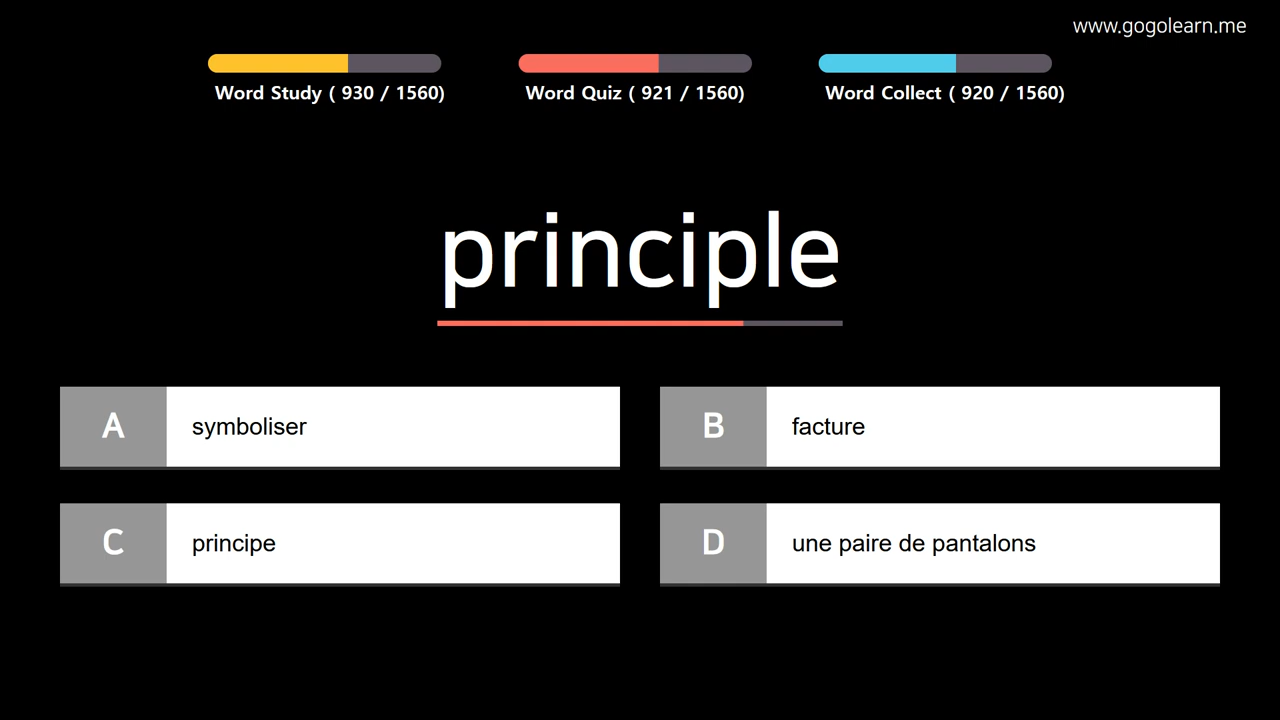 www.gogolearn.me
Word Study ( 930 / 1560)
Word Quiz ( 921 / 1560)
Word Collect ( 920 / 1560)
principle
A
symboliser
B
facture
C
principe
D
une paire de pantalons